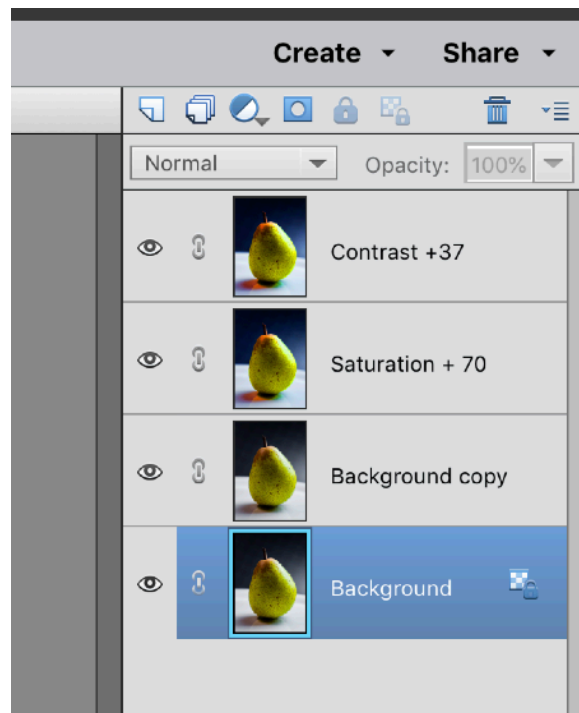 Create Share
Normal Opacity: 100%
Contrast +37
Saturation + 70
Background copy
Background